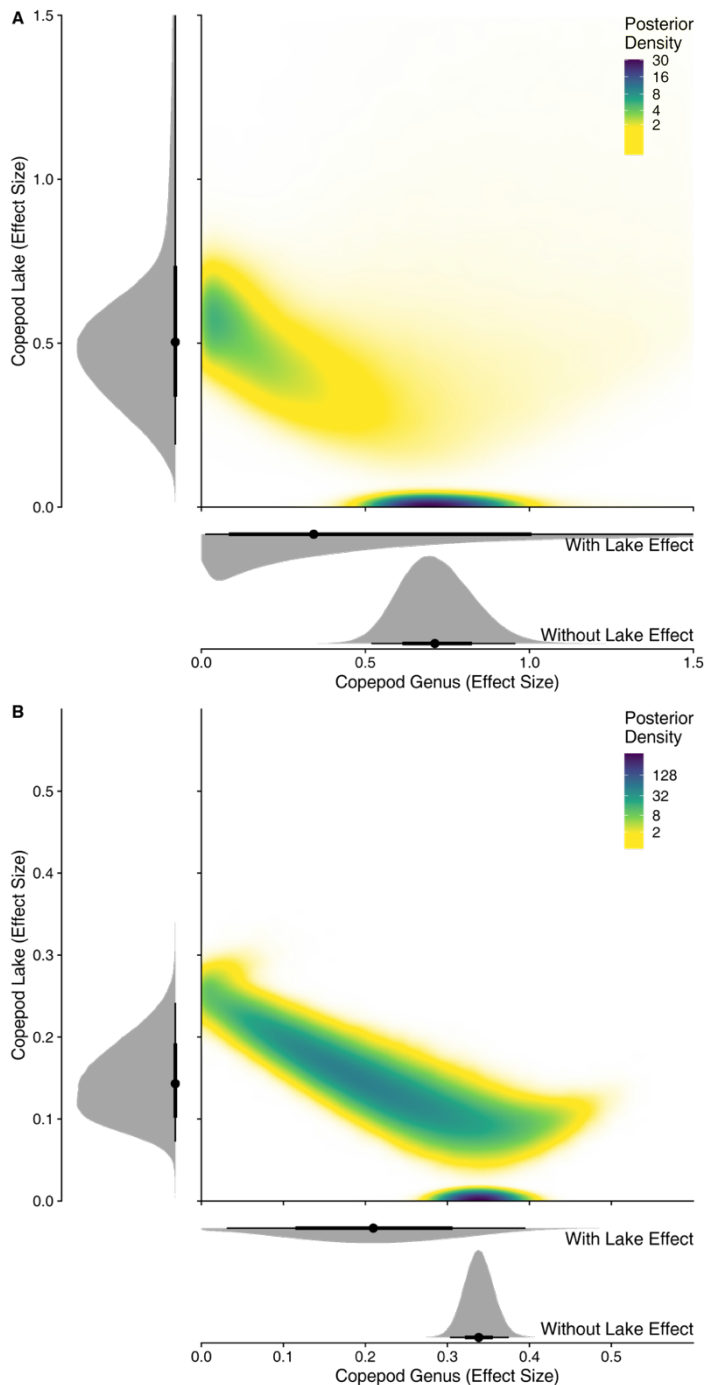 A
1.5
1.0
0.5
0.0
Copepod Lake (Effect Size)
Posterior
Density
30
16
8
4
2
With Lake Effect
Without Lake Effect
0.0
0.5
1.0
1.5
Copepod Genus (Effect Size)
B
0.5
0.4
0.3
0.2
0.1
0.0
Copepod Lake (Effect Size)
Posterior
Density
128
32
8
2
With Lake Effect
Without Lake Effect
0.0
0.1
0.2
0.3
0.4
0.5
Copepod Genus (Effect Size)